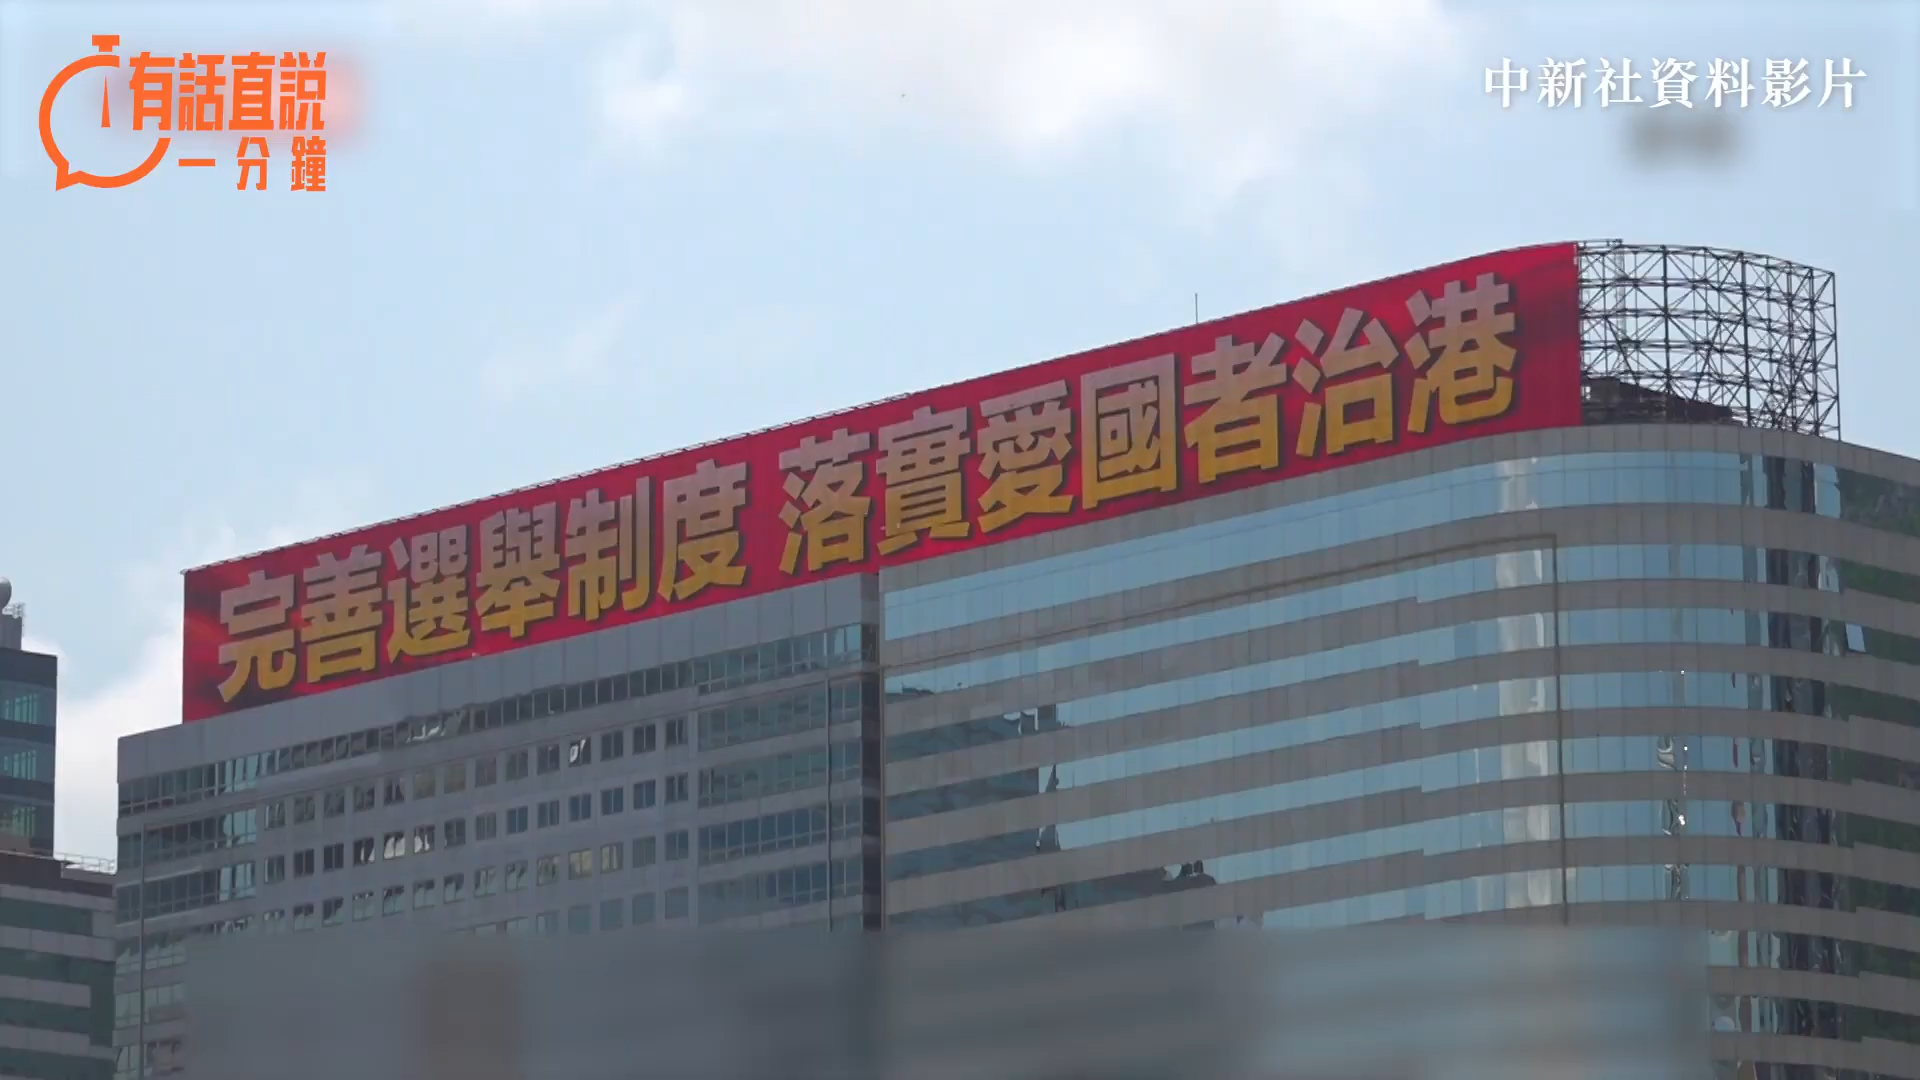 有話直説
一分鐘
中新社資料影片
完善選舉制度 落實愛國者治港